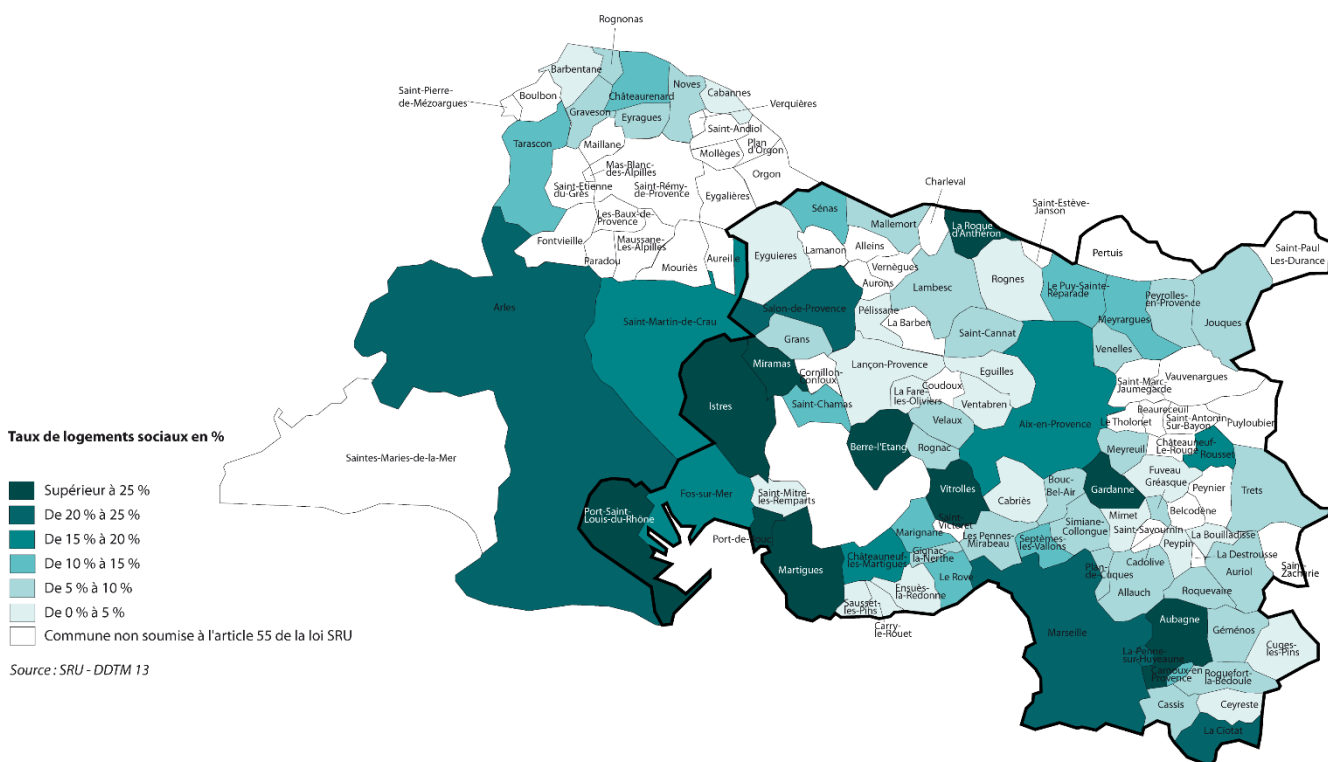 Rognonas
Barbentane
Saint-Pierre-
de-Mézoargues
Boulbon
Châteaurenard
Noves
Cabannes
Verquières
Graveson
Eyragues
Saint-Andiol
Tarascon
Maillane
Mollèges
Plan
d'Orgon
Mas-Blanc-
des-Alpilles
Orgon
Saint-Etienne
du-Grès
Saint-Rémy-
de-Provence
Eygalières
Charleval
Saint-Estève-
Janson
Les-Baux-de-
Provence
Sénas
Mallemort
La Roque
d'Anthéron
Fontvieille
Maussane-
Les-Alpilles
Paradou
Mouriès
Aureille
Eyguieres
Lamanon
Alleins
Vernègues
Aurons
Rognes
Pertuis
Saint-Paul
Les-Durance
Lambesc
Le Puy-Sainte-
Réparade
Peyrolles-
en-Provence
Meyrargues
Jouques
Arles
Saint-Martin-de-Crau
Salon-de-Provence
Pélissane
La Barben
Saint-Cannat
Venelles
Grans
Miramas
Cornillon-
Confoux
Lançon-Provence
Eguilles
Saint-Marc-
Jaumegarde
Vauvenargues
Istres
Saint-Chamas
La Fare-
les-Oliviers
Coudoux
Ventabren
Velaux
Aix-en-Provence
Beaureceuil
Le Tholonet
Saint-Antonin
Sur-Bayon
Puyloubier
Châteauneuf-
Le-Rouge
Rousset
Berre-l'Etang
Rognac
Meyreuil
Fuveau
Saintes-Maries-de-la-Mer
Port-Saint-
Louis-du-Rhône
Fos-sur-Mer
Saint-Mitre-
les-Remparts
Vitrolles
Cabriès
Bouc-
Bel-Air
Gardanne
Gréasque
Peynier
Trets
Belcodène
Mimet
Saint-Savournin
Simiane-
Collongue
Saint-
Victoret
Marignane
Les Pennes-
Mirabeau
Septèmes-
les-Vallons
Peypin
La Bouilladisse
La Destrousse
Port-de-Bouc
Martigues
Châteauneuf-
les-Martigues
Gignac-
la-Nerthe
Le Rove
Ensuès-
la-Redonne
Sausset-
les-Pins
Carry-
le-Rouet
Plan-
de-Cuques
Cadolive
Allauch
Auriol
Saint-
Zacharie
Roquevaire
Marseille
Aubagne
Géménos
Cuges-
les-Pins
La-Penne-
sur-Huveaune
Carnoux-en
Provence
Roquefort-
la-Bédoule
Cassis
Ceyreste
La Ciotat
Taux de logements sociaux en %
Supérieur à 25 %
De 20 % à 25 %
De 15 % à 20 %
De 10 % à 15 %
De 5 % à 10 %
De 0 % à 5 %
Commune non soumise à l'article 55 de la loi SRU
Source : SRU - DDTM 13